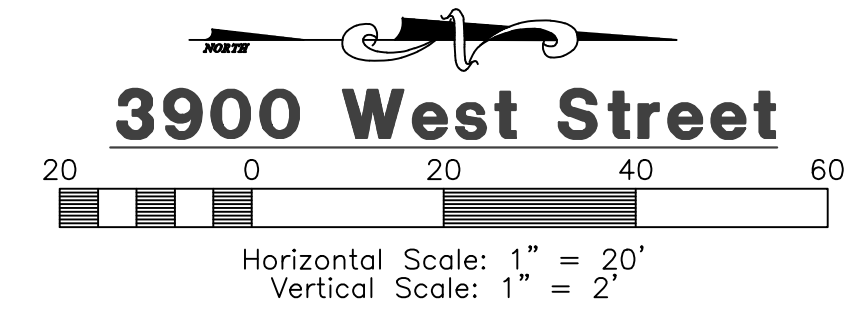 NORTH
3900 West Street
20 0 20 40 60
Horizontal Scale: 1" = 20'
Vertical Scale: 1" = 2'